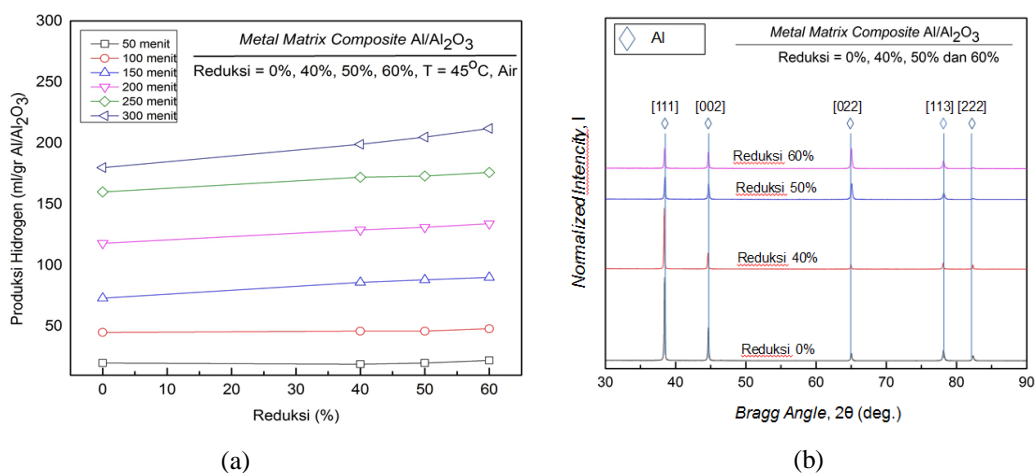 300
250
200
150
100
50
Produksi Hidrogen (ml/gr Al/Al₂O₃)
50 menit
100 menit
150 menit
200 menit
250 menit
300 menit
Metal Matrix Composite Al/Al₂O₃
Reduksi = 0%, 40%, 50%, 60%, T = 45°C, Air
0 10 20 30 40 50 60
Reduksi (%)
(a)
Al
Metal Matrix Composite Al/Al₂O₃
Reduksi = 0%, 40%, 50% dan 60%
[111] [002] [022] [113] [222]
Reduksi 60%
Reduksi 50%
Reduksi 40%
Reduksi 0%
Normalized Intencity, I
30 40 50 60 70 80 90
Bragg Angle, 2θ (deg.)
(b)